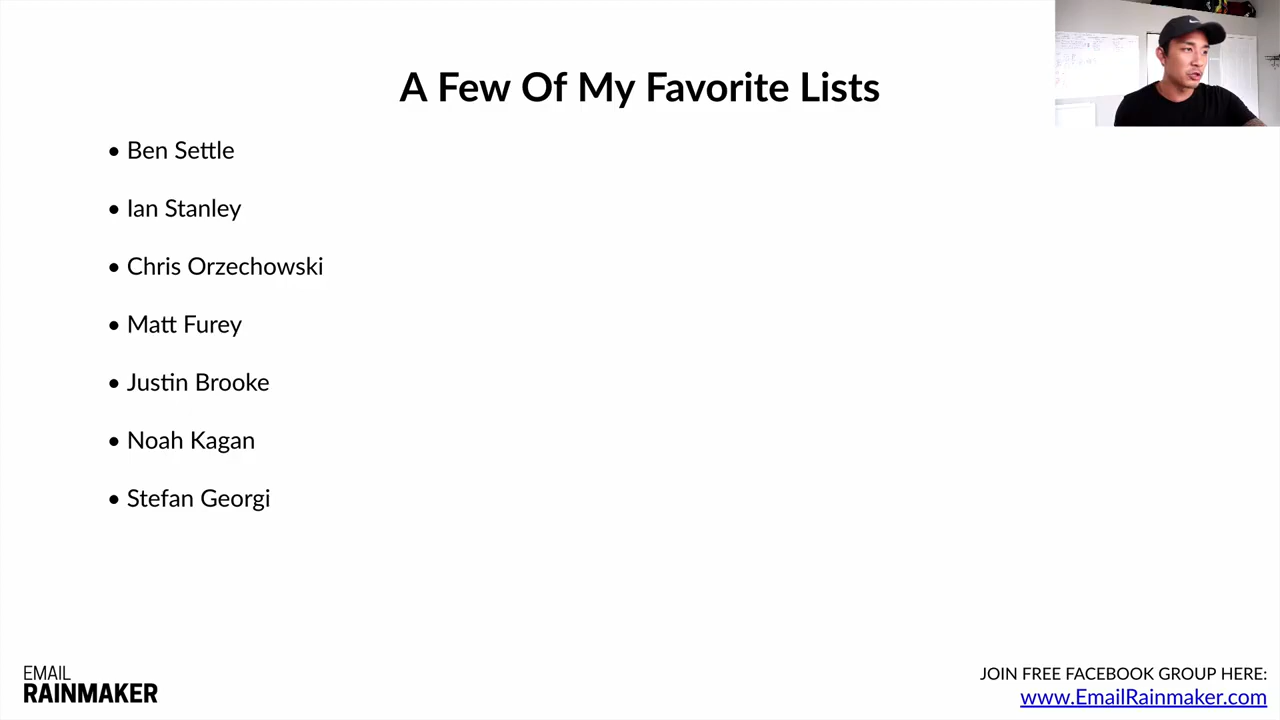 A Few Of My Favorite Lists
• Ben Settle
• Ian Stanley
• Chris Orzechowski
• Matt Furey
• Justin Brooke
• Noah Kagan
• Stefan Georgi
EMAIL
RAINMAKER
JOIN FREE FACEBOOK GROUP HERE:
www.EmailRainmaker.com